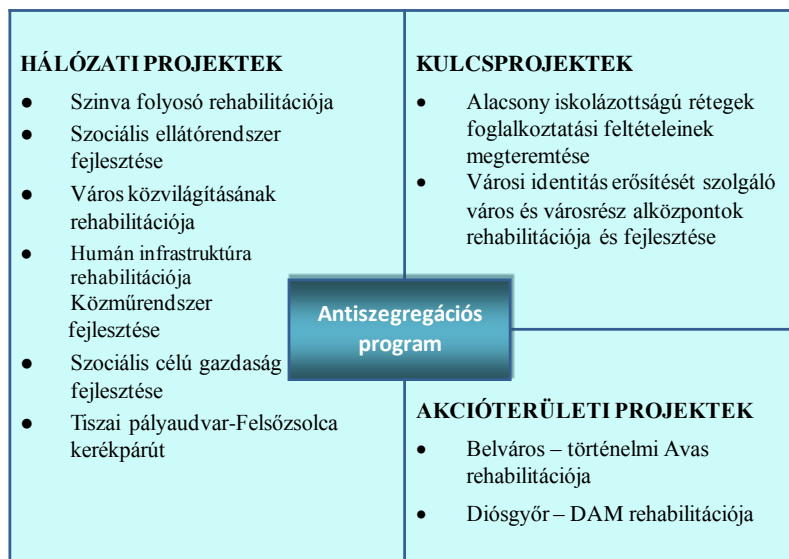 HÁLÓZATI PROJEKTEK
● Szinva folyosó rehabilitációja
● Szociális ellátórendszer
fejlesztése
● Város közvilágításának
rehabilitációja
● Humán infrastruktúra
rehabilitációja
Közműrendszer
fejlesztése
● Szociális célú gazdaság
fejlesztése
● Tiszai pályaudvar-Felsőzsolca
kerékpárút
KULCSPROJEKTEK
● Alacsony iskolázottságú rétegek
foglalkoztatási feltételeinek
megteremtése
● Városi identitás erősítését szolgáló
város és városrész alközpontok
rehabilitációja és fejlesztése
Antiszegregációs
program
AKCIÓTERÜLETI PROJEKTEK
● Belváros – történelmi Avas
rehabilitációja
● Diósgyőr – DAM rehabilitációja